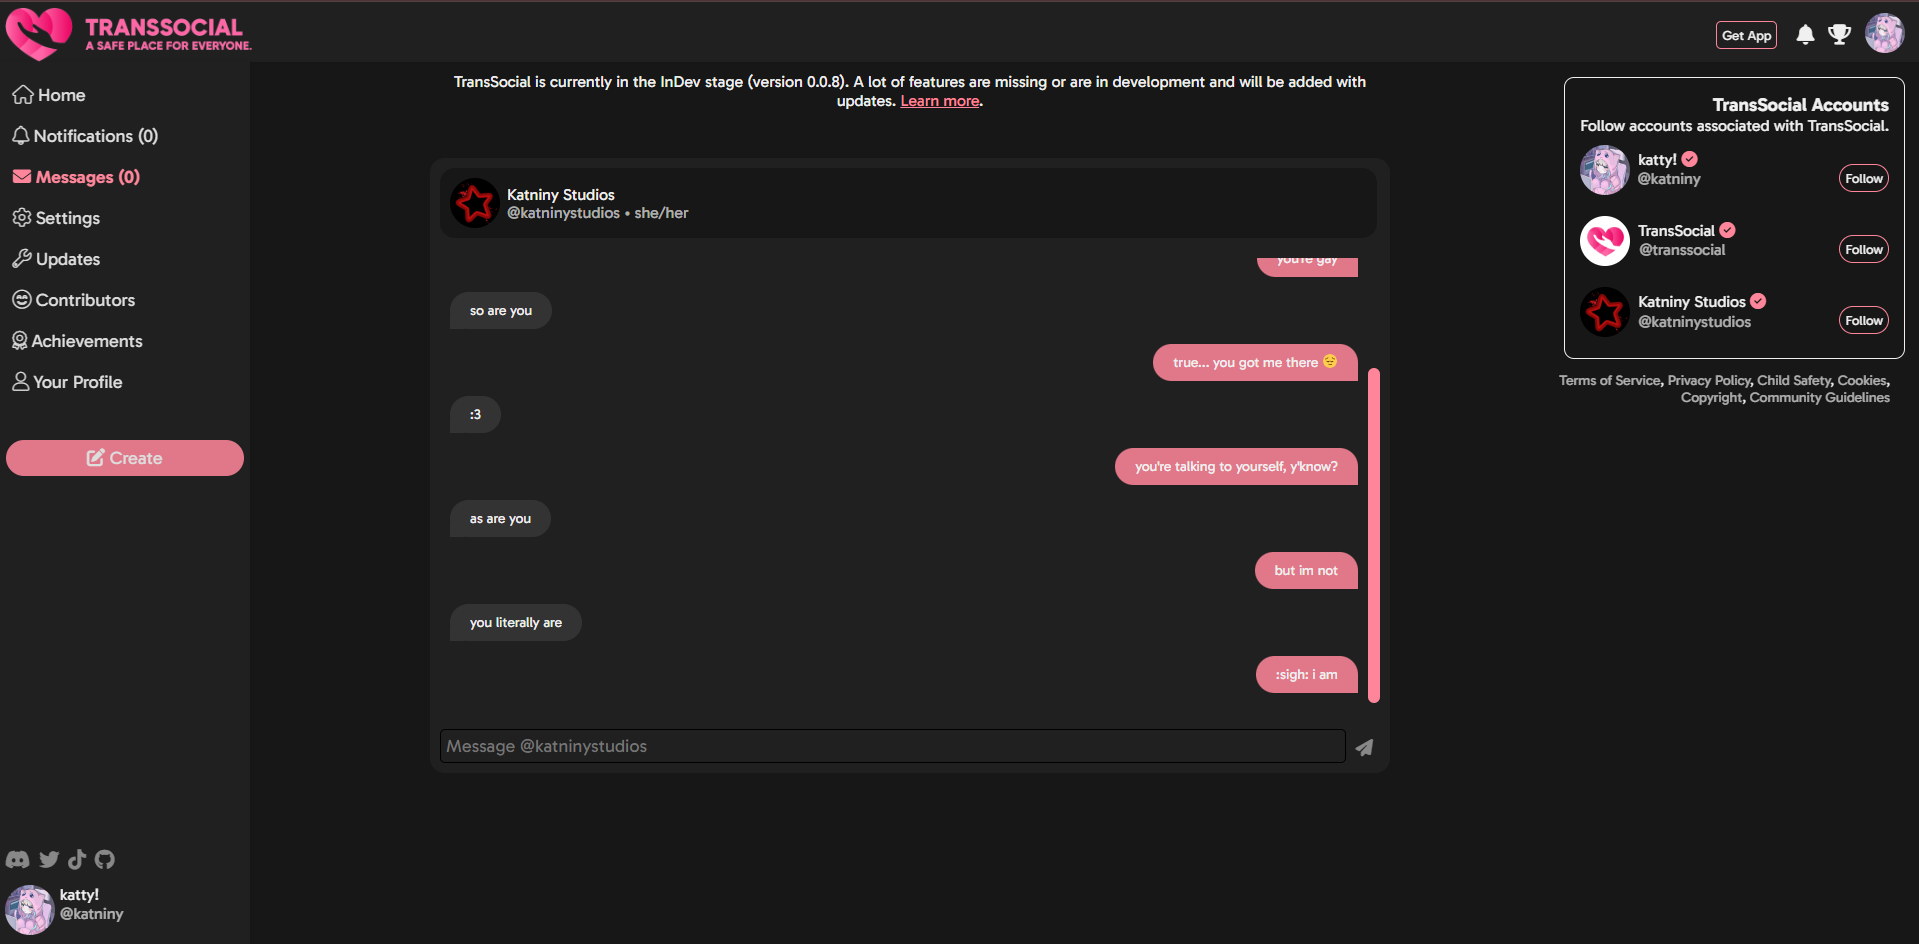 TRANSSOCIAL
A SAFE PLACE FOR EVERYONE.
Get App
Home
Notifications (0)
Messages (0)
Settings
Updates
Contributors
Achievements
Your Profile
Create
katty!
@katniny
TransSocial is currently in the InDev stage (version 0.0.8). A lot of features are missing or are in development and will be added with
updates. Learn more.
Katniny Studios
@katninystudios • she/her
you're gay
so are you
true... you got me there 😔
:3
you're talking to yourself, y'know?
as are you
but im not
you literally are
:sigh: i am
Message @katninystudios
TransSocial Accounts
Follow accounts associated with TransSocial.
katty!
@katniny
Follow
TransSocial
@transsocial
Follow
Katniny Studios
@katninystudios
Follow
Terms of Service, Privacy Policy, Child Safety, Cookies,
Copyright, Community Guidelines